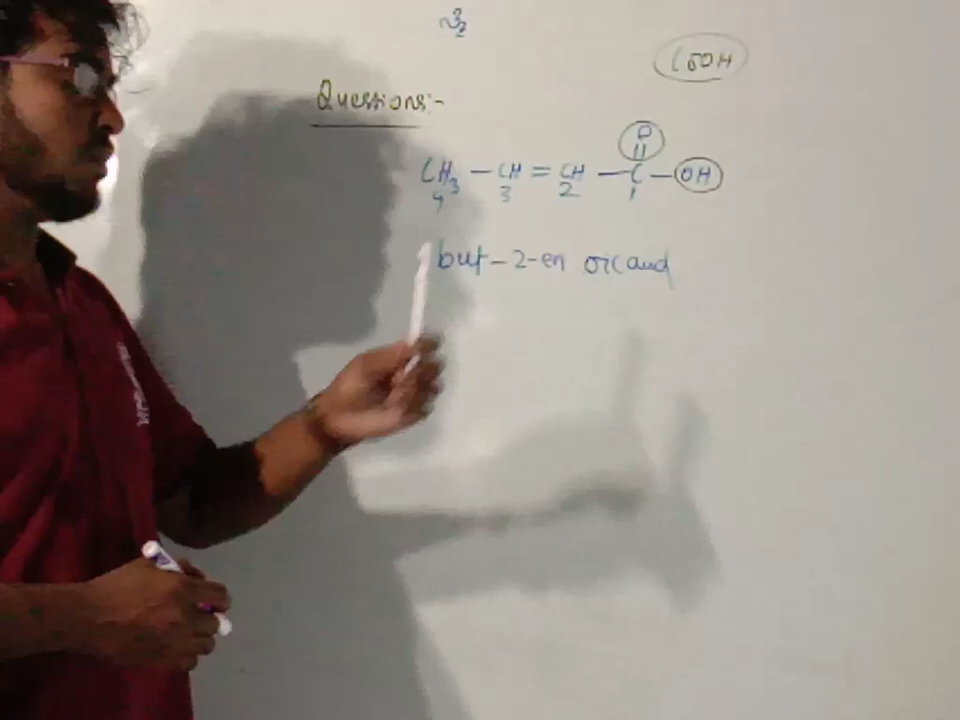 COOH
Questions:-
O
||
CH3 - CH = CH - C - OH
4 3 2 1
but-2-en oic acid